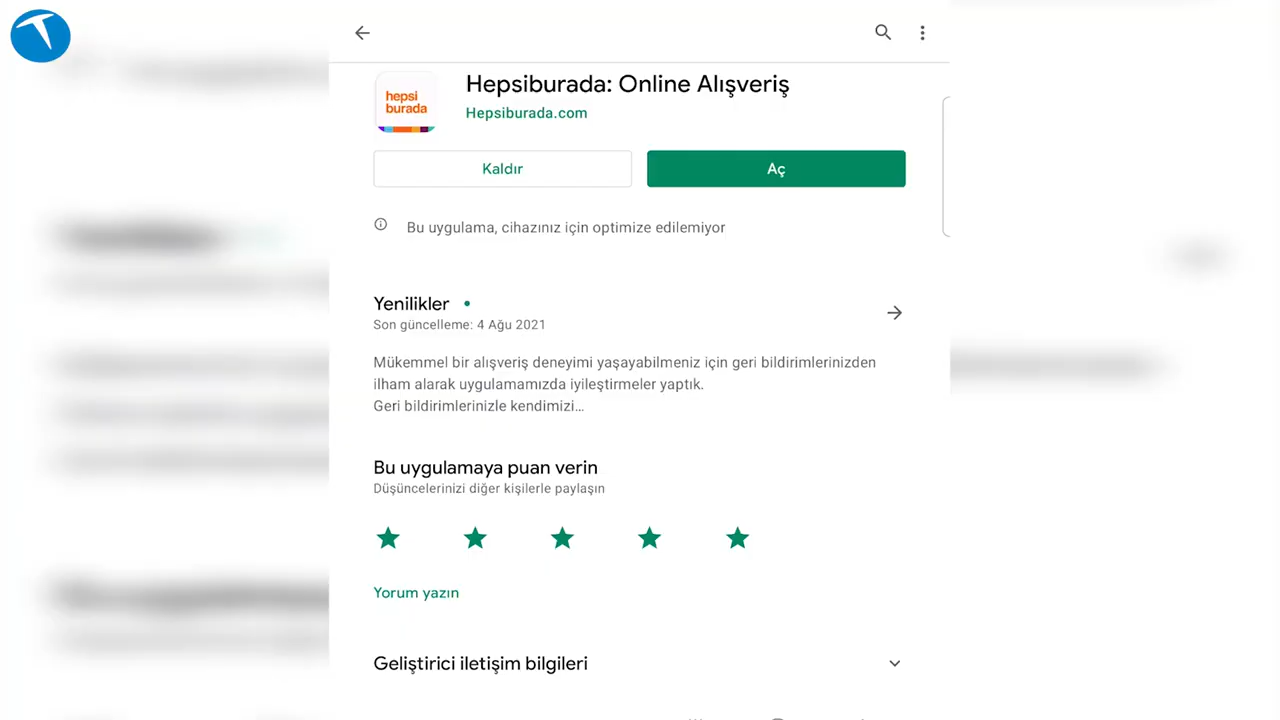 hepsi
burada
Hepsiburada: Online Alışveriş
Hepsiburada.com
Kaldır
Aç
Bu uygulama, cihazınız için optimize edilemiyor
Yenilikler
Son güncelleme: 4 Ağu 2021
Mükemmel bir alışveriş deneyimi yaşayabilmeniz için geri bildirimlerinizden
ilham alarak uygulamamızda iyileştirmeler yaptık.
Geri bildirimlerinizle kendimizi...
Bu uygulamaya puan verin
Düşüncelerinizi diğer kişilerle paylaşın
Yorum yazın
Geliştirici iletişim bilgileri